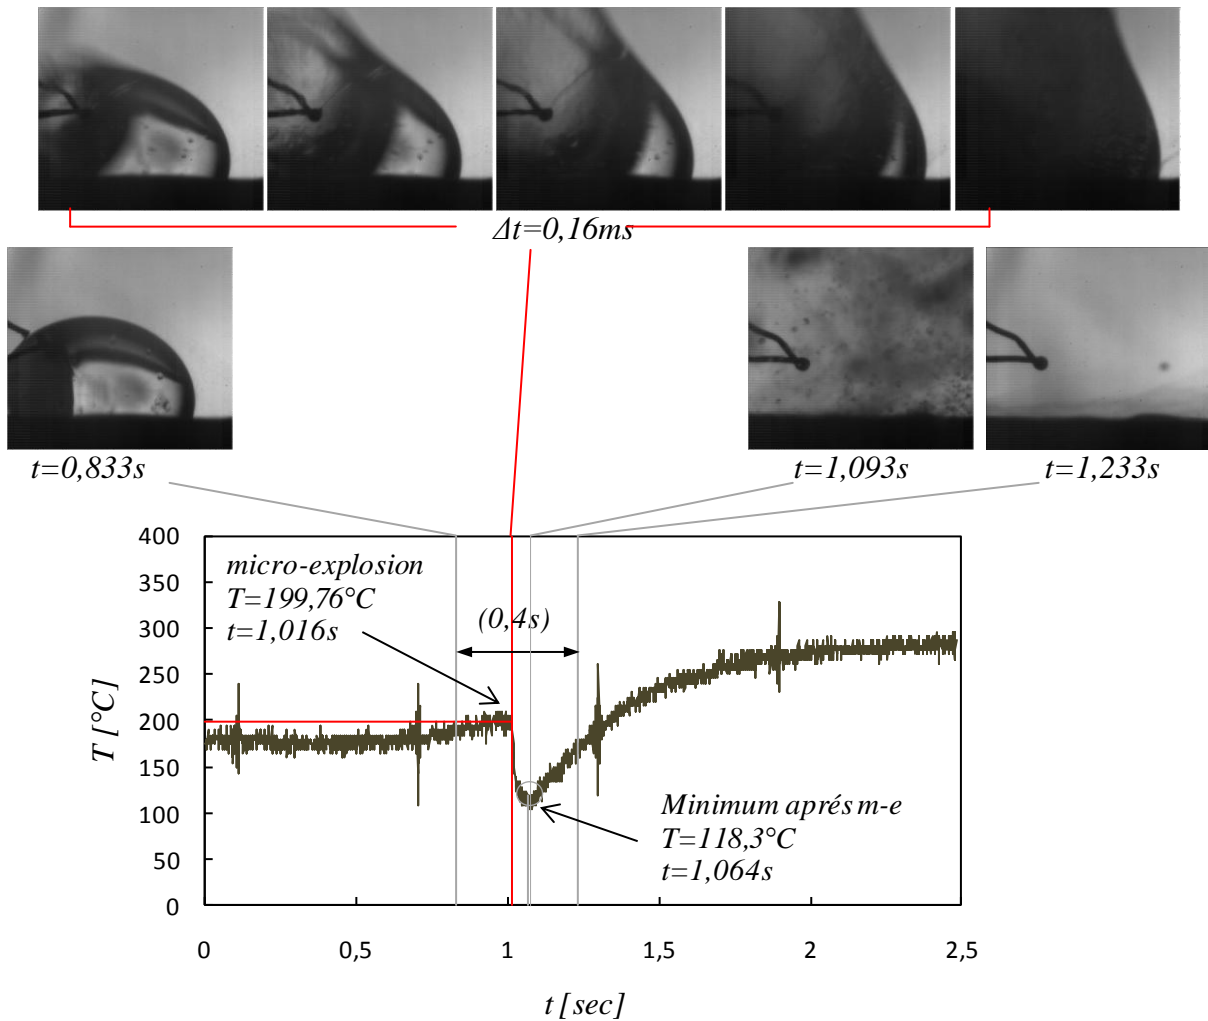 Δt=0,16ms
t=0,833s
t=1,093s
t=1,233s
400
350
300
250
200
150
100
50
0
T [°C]
micro-explosion
T=199,76°C
t=1,016s
(0,4s)
Minimum aprés m-e
T=118,3°C
t=1,064s
0
0,5
1
1,5
2
2,5
t [sec]